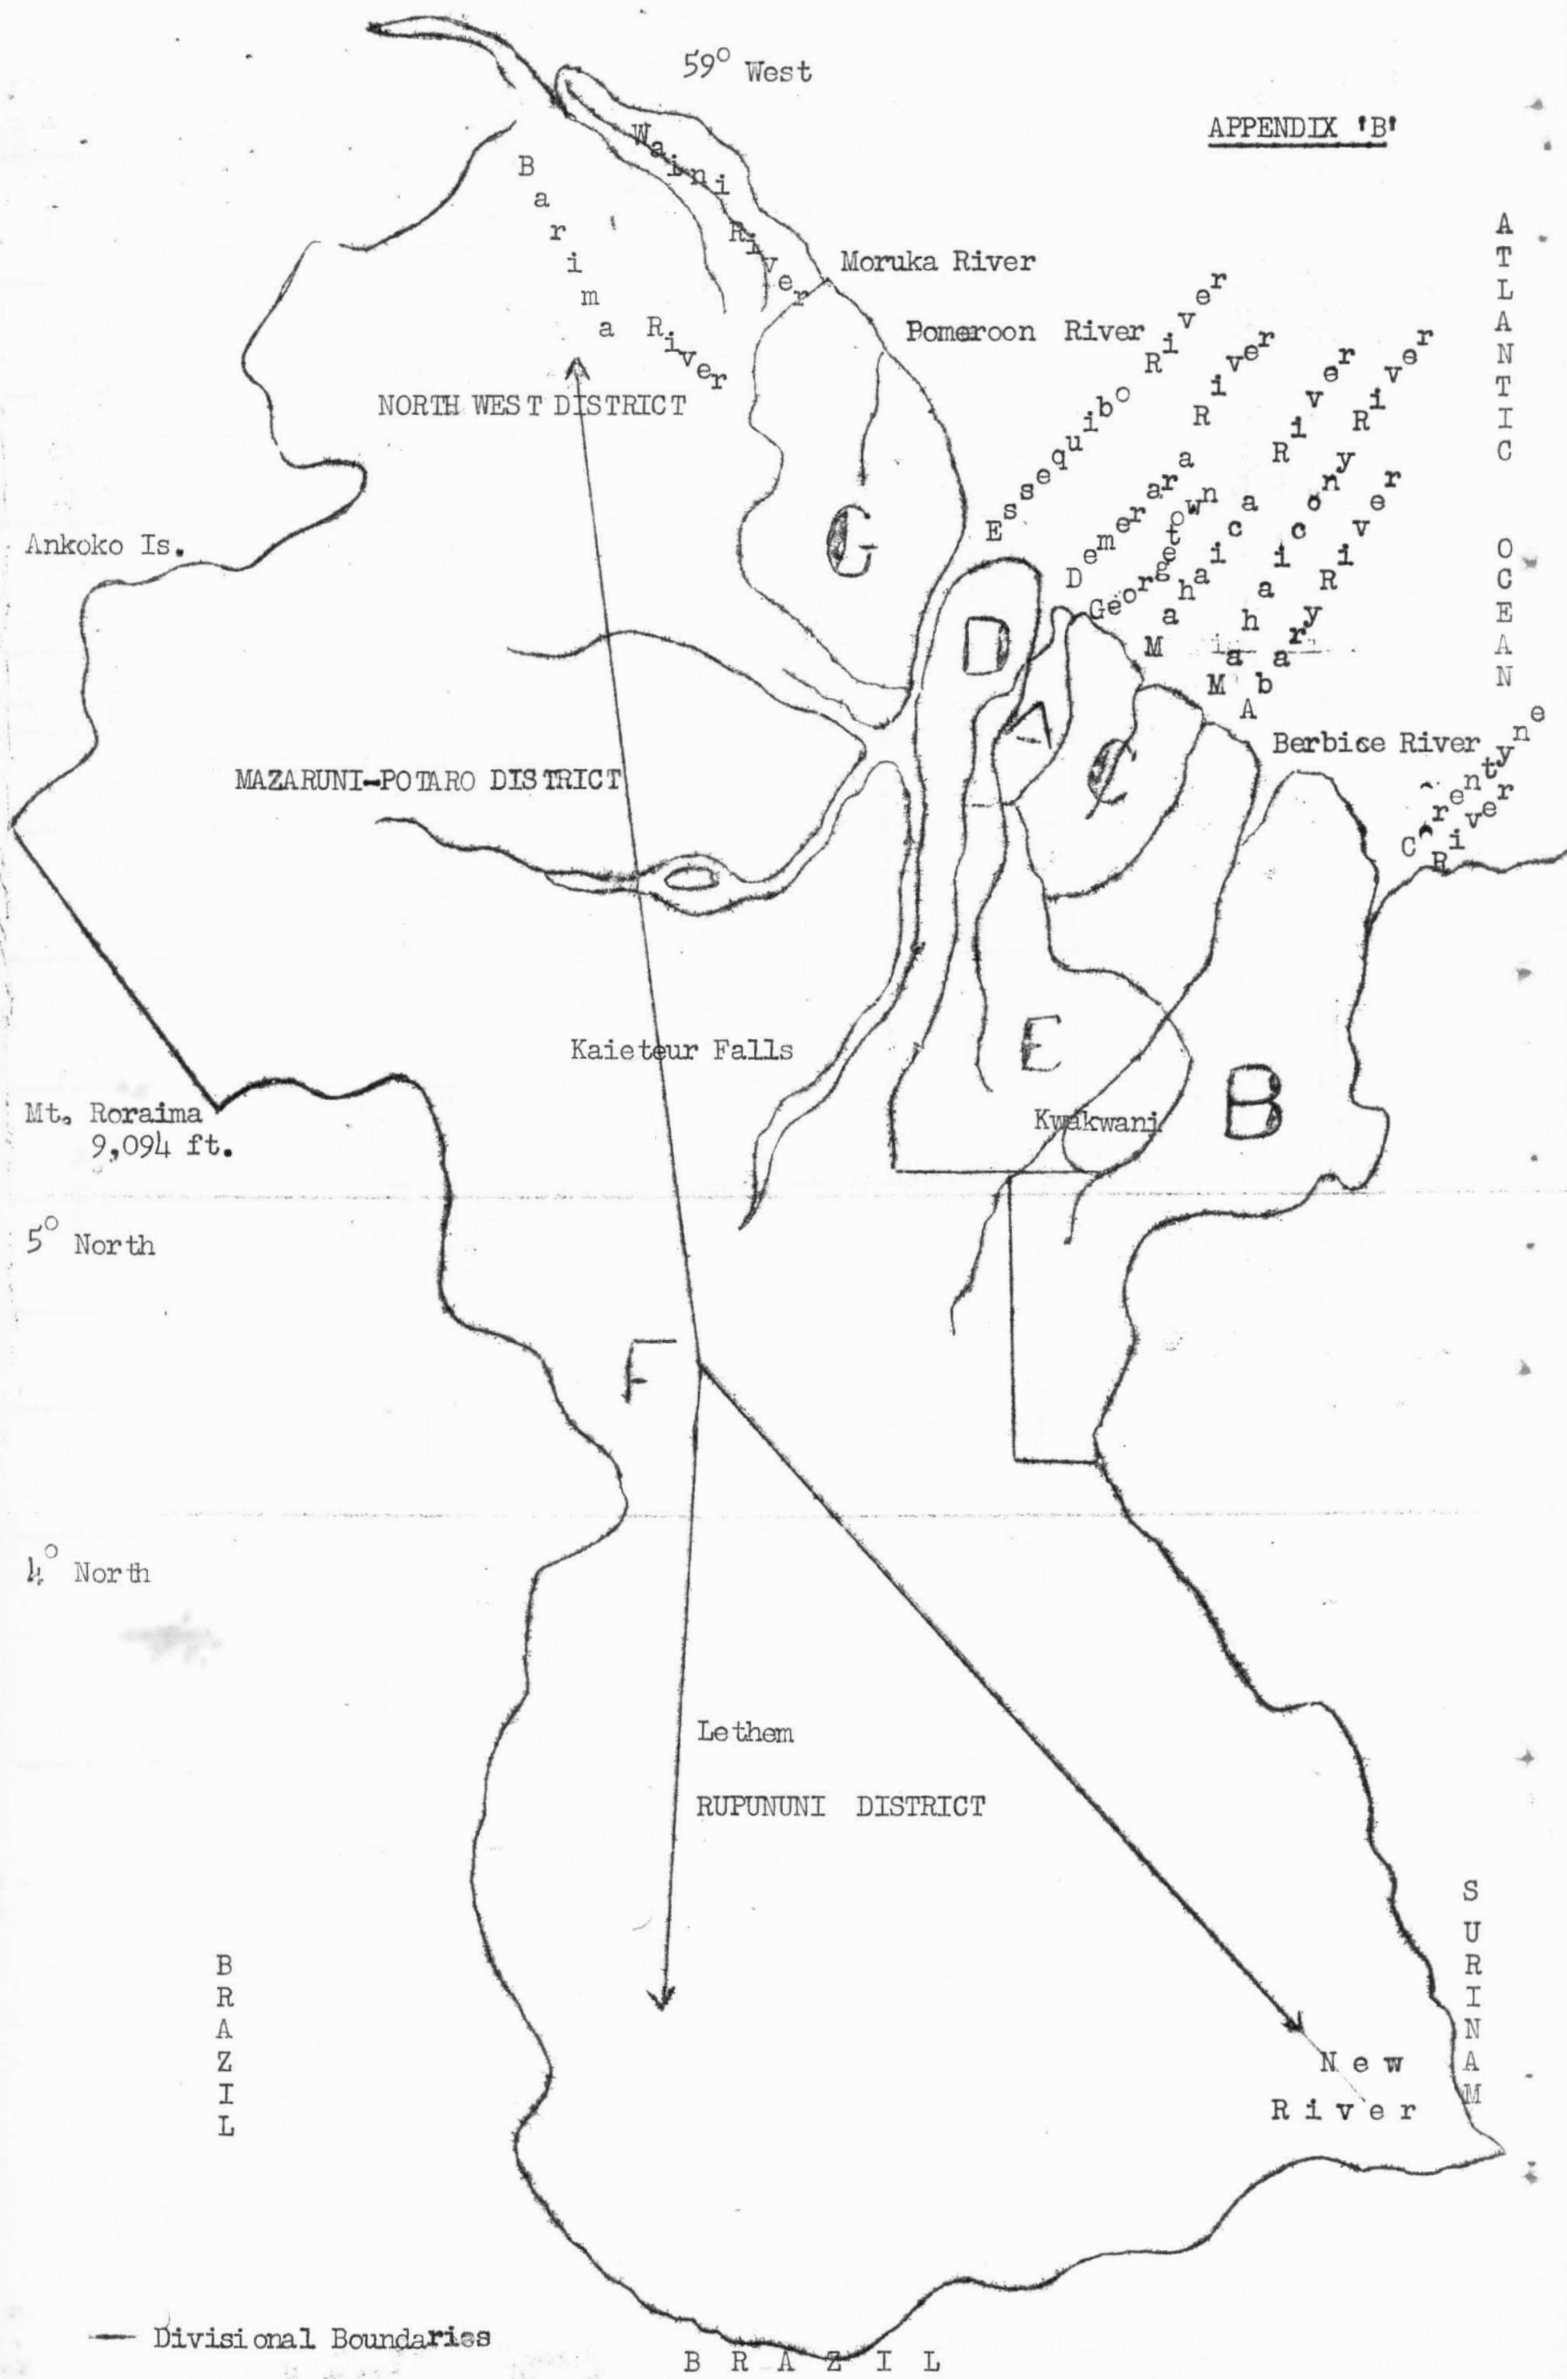 59° West
APPENDIX 'B'
Waini River
Barima River
Moruka River
Pomeroon River
ATLANTIC OCEAN
NORTH WEST DISTRICT
Essequibo River
Demerara River
Georgetown
Mahaica River
Mahaicony River
Abary River
Ankoko Is.
G
D
A
C
Berbice River
Corentyne River
MAZARUNI-POTARO DISTRICT
Kaieteur Falls
E
B
Kwakwani
Mt. Roraima
9,094 ft.
5° North
F
4° North
Lethem
RUPUNUNI DISTRICT
BRAZIL
SURINAM
New
River
Divisional Boundaries
BRAZIL